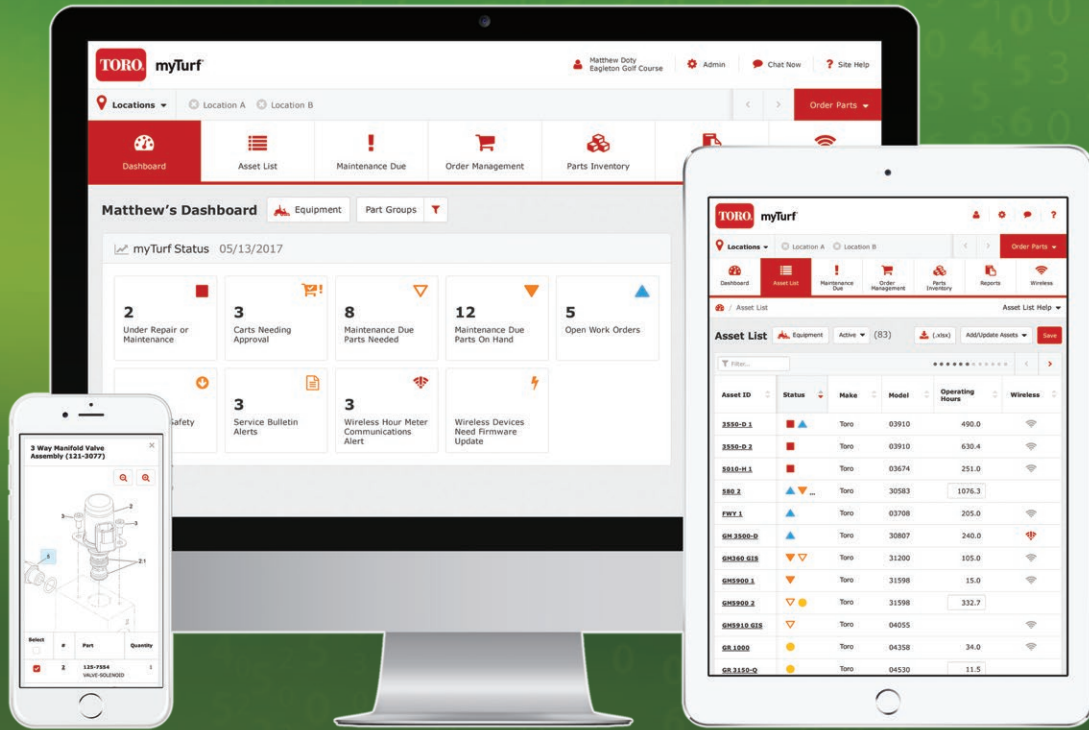 TORO myTurf
Matthew Doty
Eagleton Golf Course
Admin
Chat Now
? Site Help
Locations
Location A
Location B
Order Parts
Dashboard
Asset List
Maintenance Due
Order Management
Parts Inventory
Matthew's Dashboard
Equipment
Part Groups
myTurf Status 05/13/2017
2
Under Repair or
Maintenance
3
Carts Needing
Approval
8
Maintenance Due
Parts Needed
12
Maintenance Due
Parts On Hand
5
Open Work Orders
Safety
3
Service Bulletin
Alerts
3
Wireless Hour Meter
Communications
Alert
Wireless Devices
Need Firmware
Update
3 Way Manifold Valve
Assembly (121-3077)
2
3
3
2:1
Select
#
Part
Quantity
2
125-7554
1
VALVE-SOLENOID
TORO myTurf
?
Locations
Location A
Location B
Order Parts
Dashboard
Asset List
Maintenance
Due
Order
Management
Parts
Inventory
Reports
Wireless
/ Asset List
Asset List Help
Asset List
Equipment
Active
(83)
(.xlsx)
Add/Update Assets
Save
Filter...
Asset ID
Status
Make
Model
Operating
Hours
Wireless
3550-D 1 Toro 03910 490.0
3550-D 2 Toro 03910 630.4
5010-H 1 Toro 03674 251.0
580 2 ... Toro 30583 1076.3
FWY 1 Toro 03708 205.0
GM 3500-D Toro 30807 240.0
GM360 GIS Toro 31200 105.0
GM5900 1 Toro 31598 15.0
GM5900 2 Toro 31598 332.7
GM5910 GIS Toro 04055
GR 1000 Toro 04358 34.0
GR 3150-Q Toro 04530 11.5